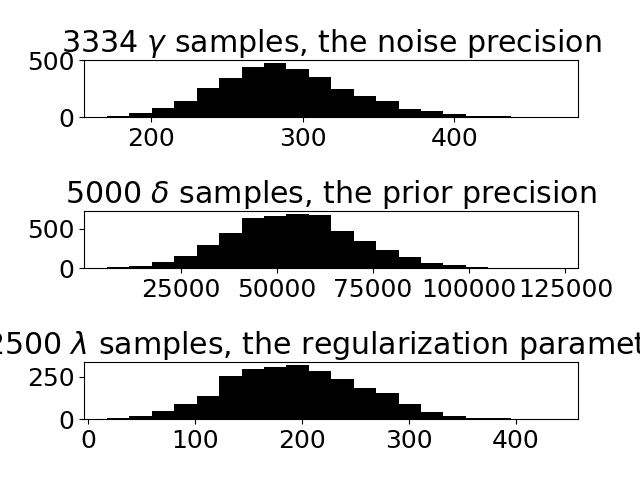 3334 γ samples, the noise precision
500
0
200 300 400
5000 δ samples, the prior precision
500
0
25000 50000 75000 100000 125000
2500 λ samples, the regularization paramet
250
0
0 100 200 300 400